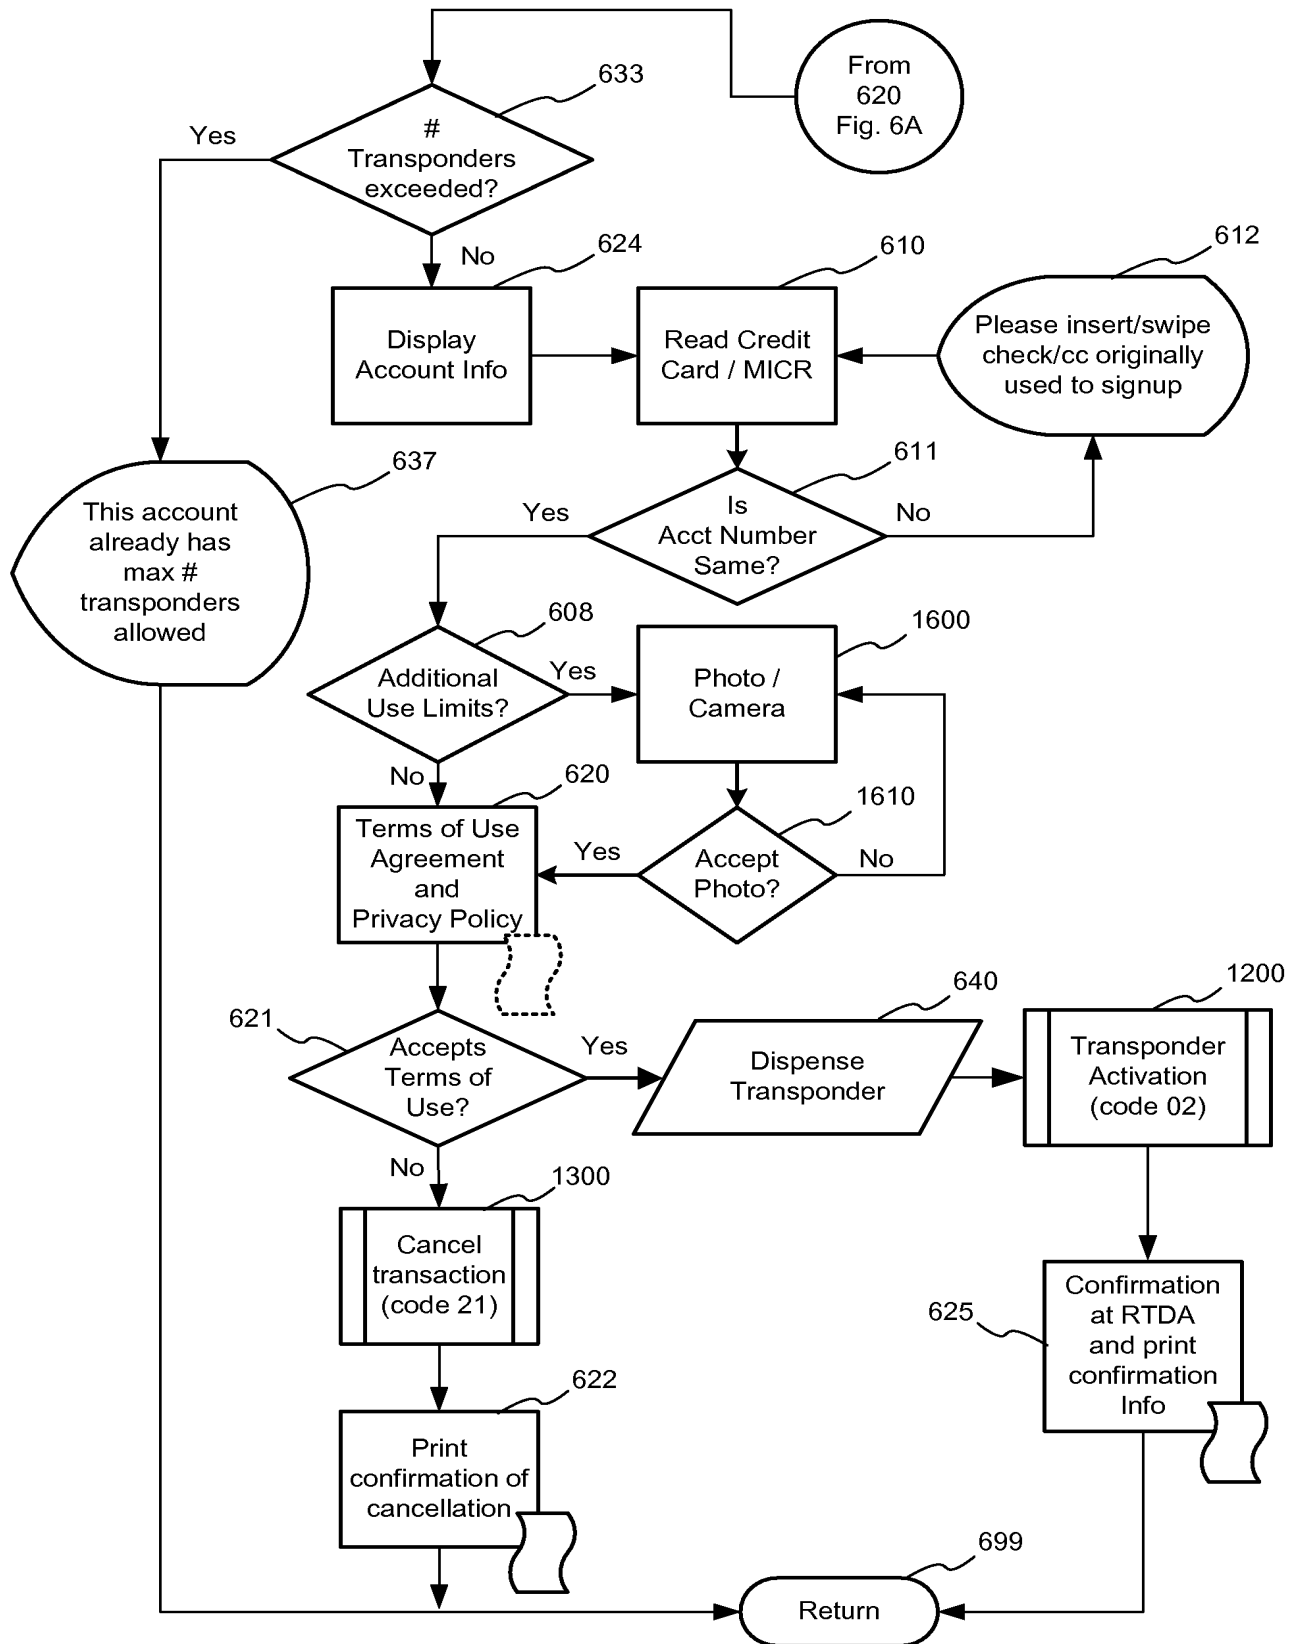 From
620
Fig. 6A
633
#
Transponders
exceeded?
Yes
No
624
610
612
Display
Account Info
Read Credit
Card / MICR
Please insert/swipe
check/cc originally
used to signup
637
This account
already has
max #
transponders
allowed
611
Is
Acct Number
Same?
Yes
No
608
Additional
Use Limits?
Yes
No
1600
Photo /
Camera
620
Terms of Use
Agreement
and
Privacy Policy
1610
Accept
Photo?
Yes
No
621
Accepts
Terms of
Use?
Yes
No
640
Dispense
Transponder
1200
Transponder
Activation
(code 02)
1300
Cancel
transaction
(code 21)
625
Confirmation
at RTDA
and print
confirmation
Info
622
Print
confirmation of
cancellation
699
Return